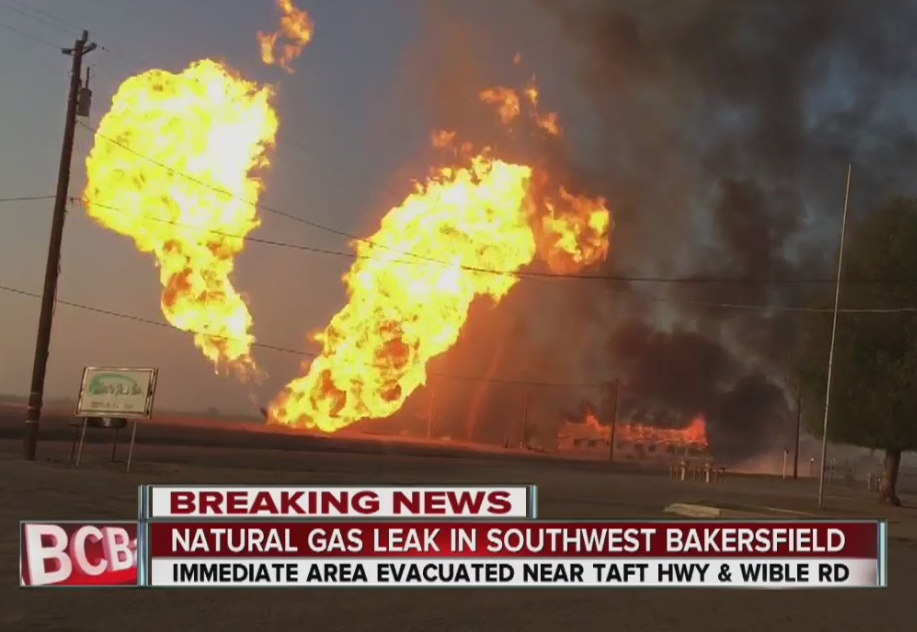 BREAKING NEWS
BCB
NATURAL GAS LEAK IN SOUTHWEST BAKERSFIELD
IMMEDIATE AREA EVACUATED NEAR TAFT HWY & WIBLE RD